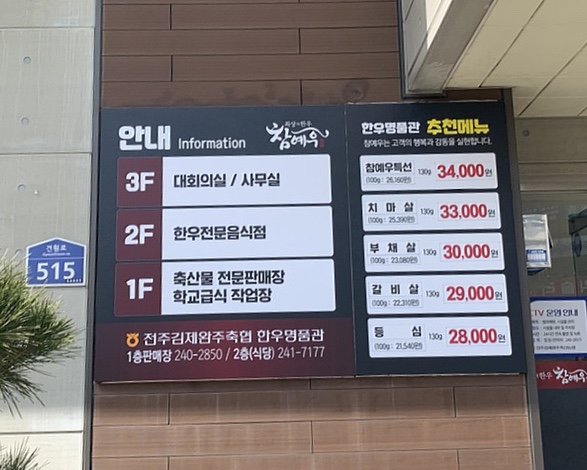 안내 Information
최상의한우
참예우
3F 대회의실 / 사무실
2F 한우전문음식점
1F 축산물 전문판매장
학교급식 작업장
전주김제완주축협 한우명품관
1층판매장 240-2850 / 2층(식당) 241-7177
한우명품관 추천메뉴
참예우는 고객의 행복과 감동을 실현합니다.
참예우특선 130g 34,000원
(100g : 26,160원)
치마살 130g 33,000원
(100g : 25,390원)
부채살 130g 30,000원
(100g : 23,080원)
갈비살 130g 29,000원
(100g : 22,310원)
등심 130g 28,000원
(100g : 21,540원)
건원로
515
CTV 운영 안내
참예우